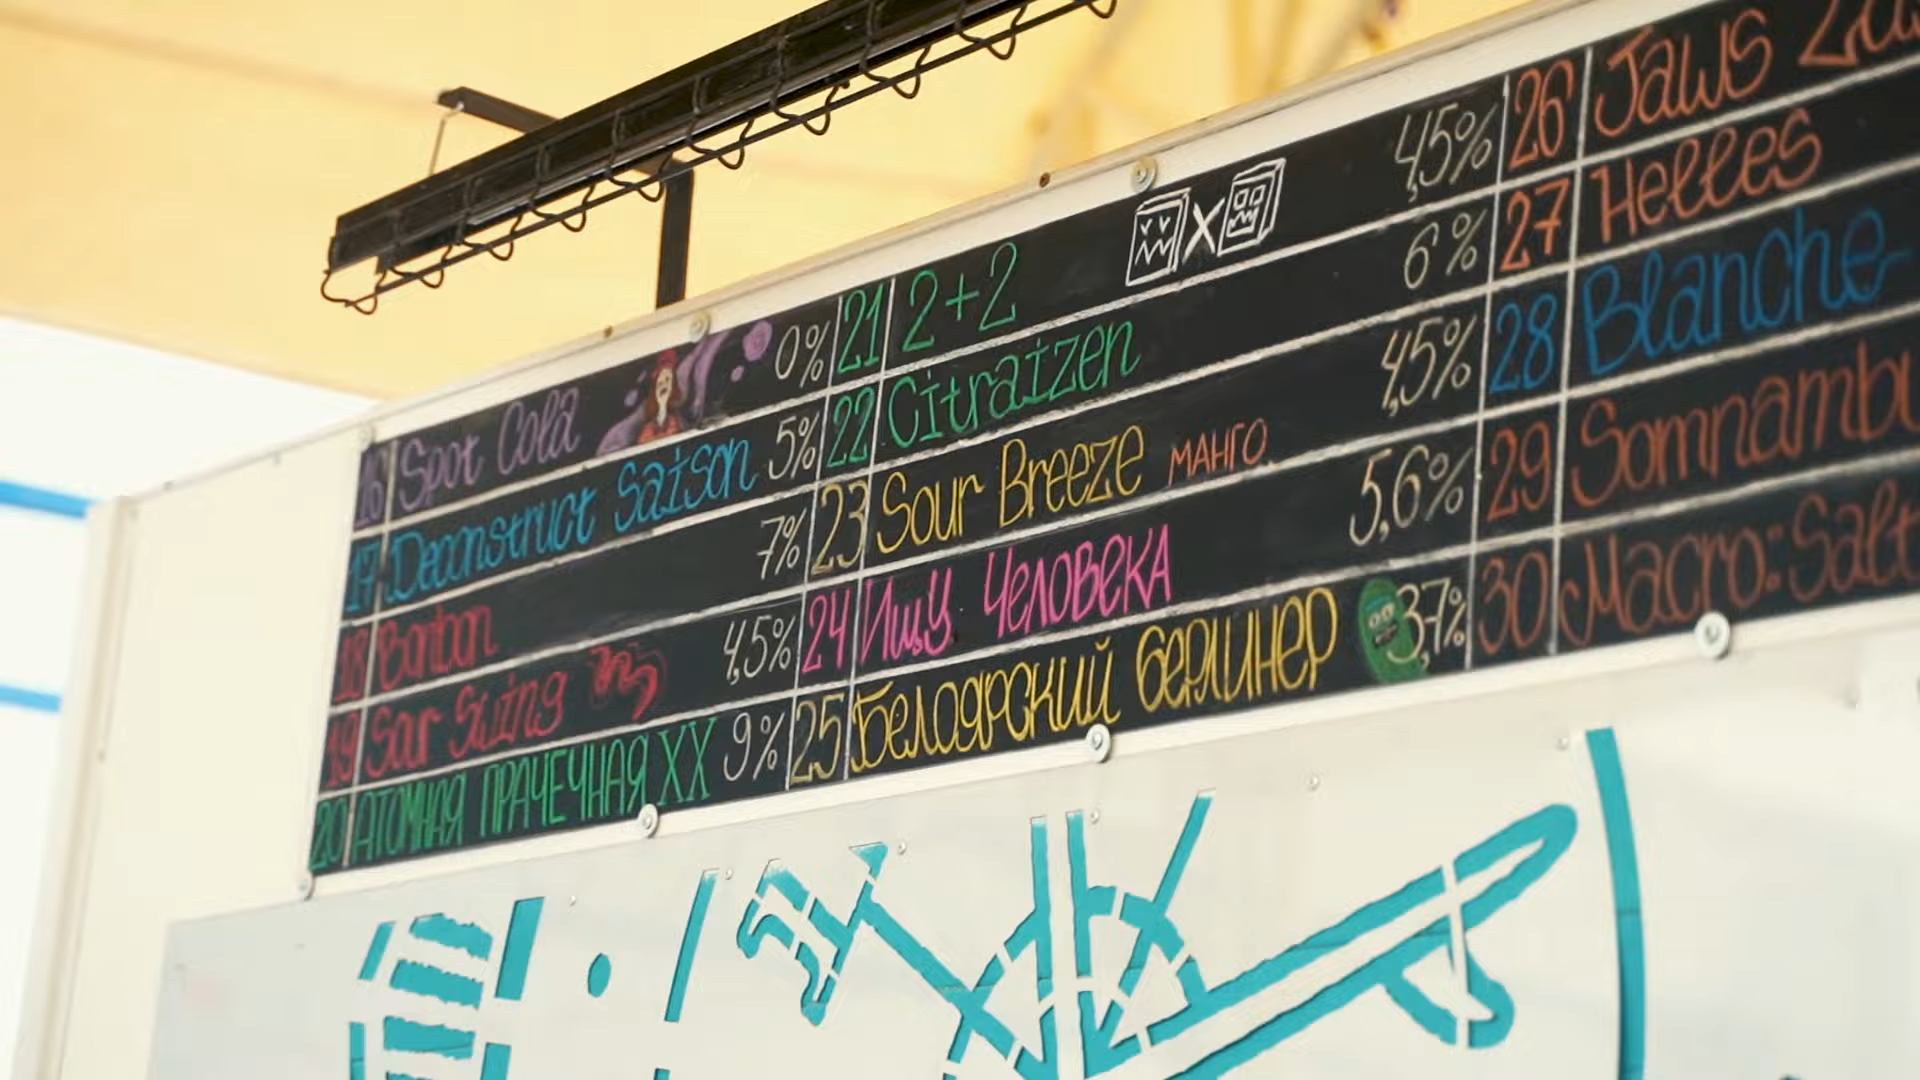 16 Spot Cold 0%
17 Deconstruct Saison 5%
18 Bonbon 7%
19 Sar Swing 4,5%
20 АТОМНАЯ ПРАЧЕЧНАЯ XX 9%
21 2+2 X 4,5%
22 Citraizen 6%
23 Sour Breeze МАНГО 4,5%
24 Ищу Человека 5,6%
25 Белоярский берлинер 3,7%
26 Jaws
27 Helles
28 Blanche-
29 Somnambu
30 Macro: Salt